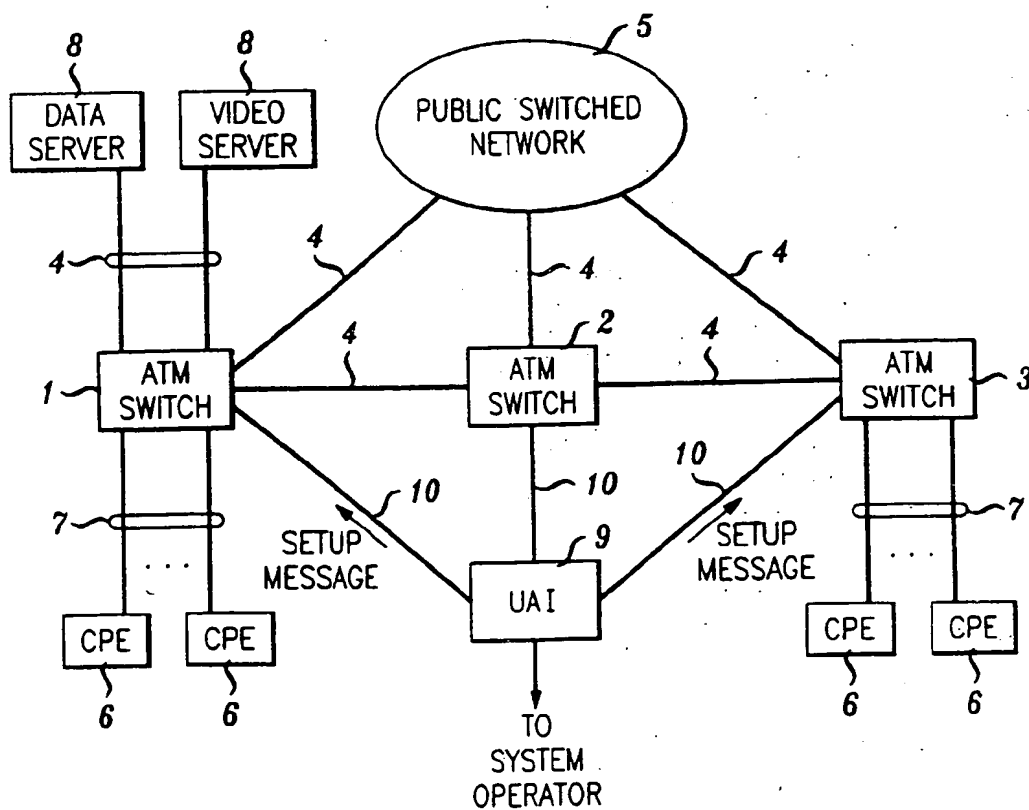 5
8
8
DATA
SERVER
VIDEO
SERVER
PUBLIC SWITCHED
NETWORK
4
4
4
4
2
4
4
1
ATM
SWITCH
ATM
SWITCH
ATM
SWITCH
3
10
10
10
7
7
SETUP
MESSAGE
9
SETUP
MESSAGE
. . .
. . .
UAI
CPE
CPE
CPE
CPE
6
6
6
6
TO
SYSTEM
OPERATOR